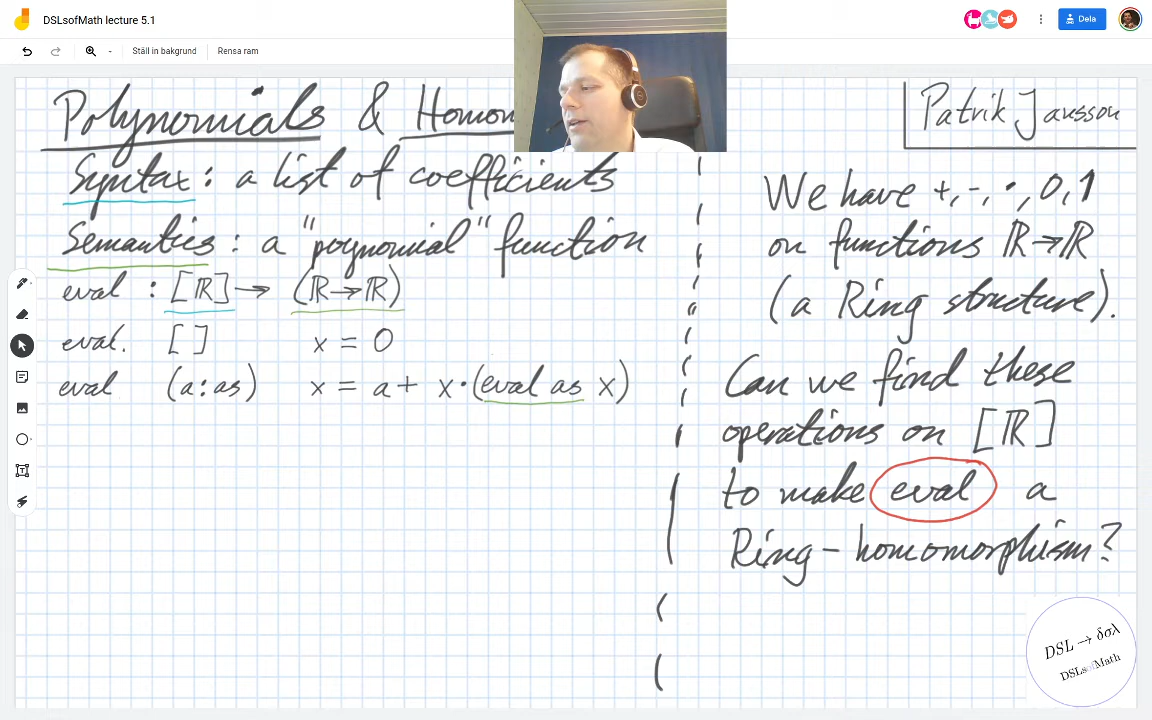 DSLsofMath lecture 5.1
Dela
Ställ in bakgrund
Rensa ram
Polynomials & Homom
Syntax: a list of coefficients
Semantics: a "polynomial" function
eval : [ℝ] → (ℝ→ℝ)
eval. [] x = 0
eval (a:as) x = a + x·(eval as x)
Patrik Jansson
We have +, -, ·, 0, 1
on functions ℝ→ℝ
(a Ring structure).
Can we find these
operations on [ℝ]
to make eval a
Ring-homomorphism?
DSL → δσλ
DSLsofMath